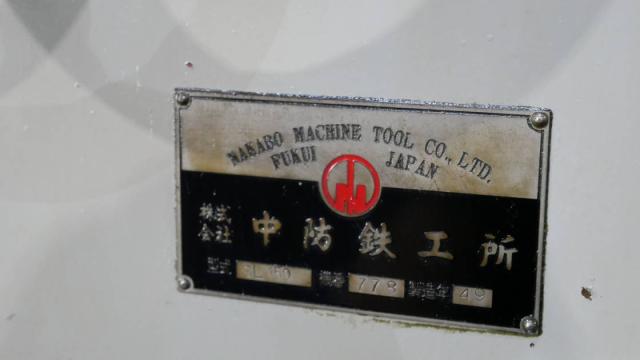 NAKABO MACHINE TOOL CO., LTD.
FUKUI JAPAN
株式会社 中防鉄工所
型式 機番 778 製造年 49